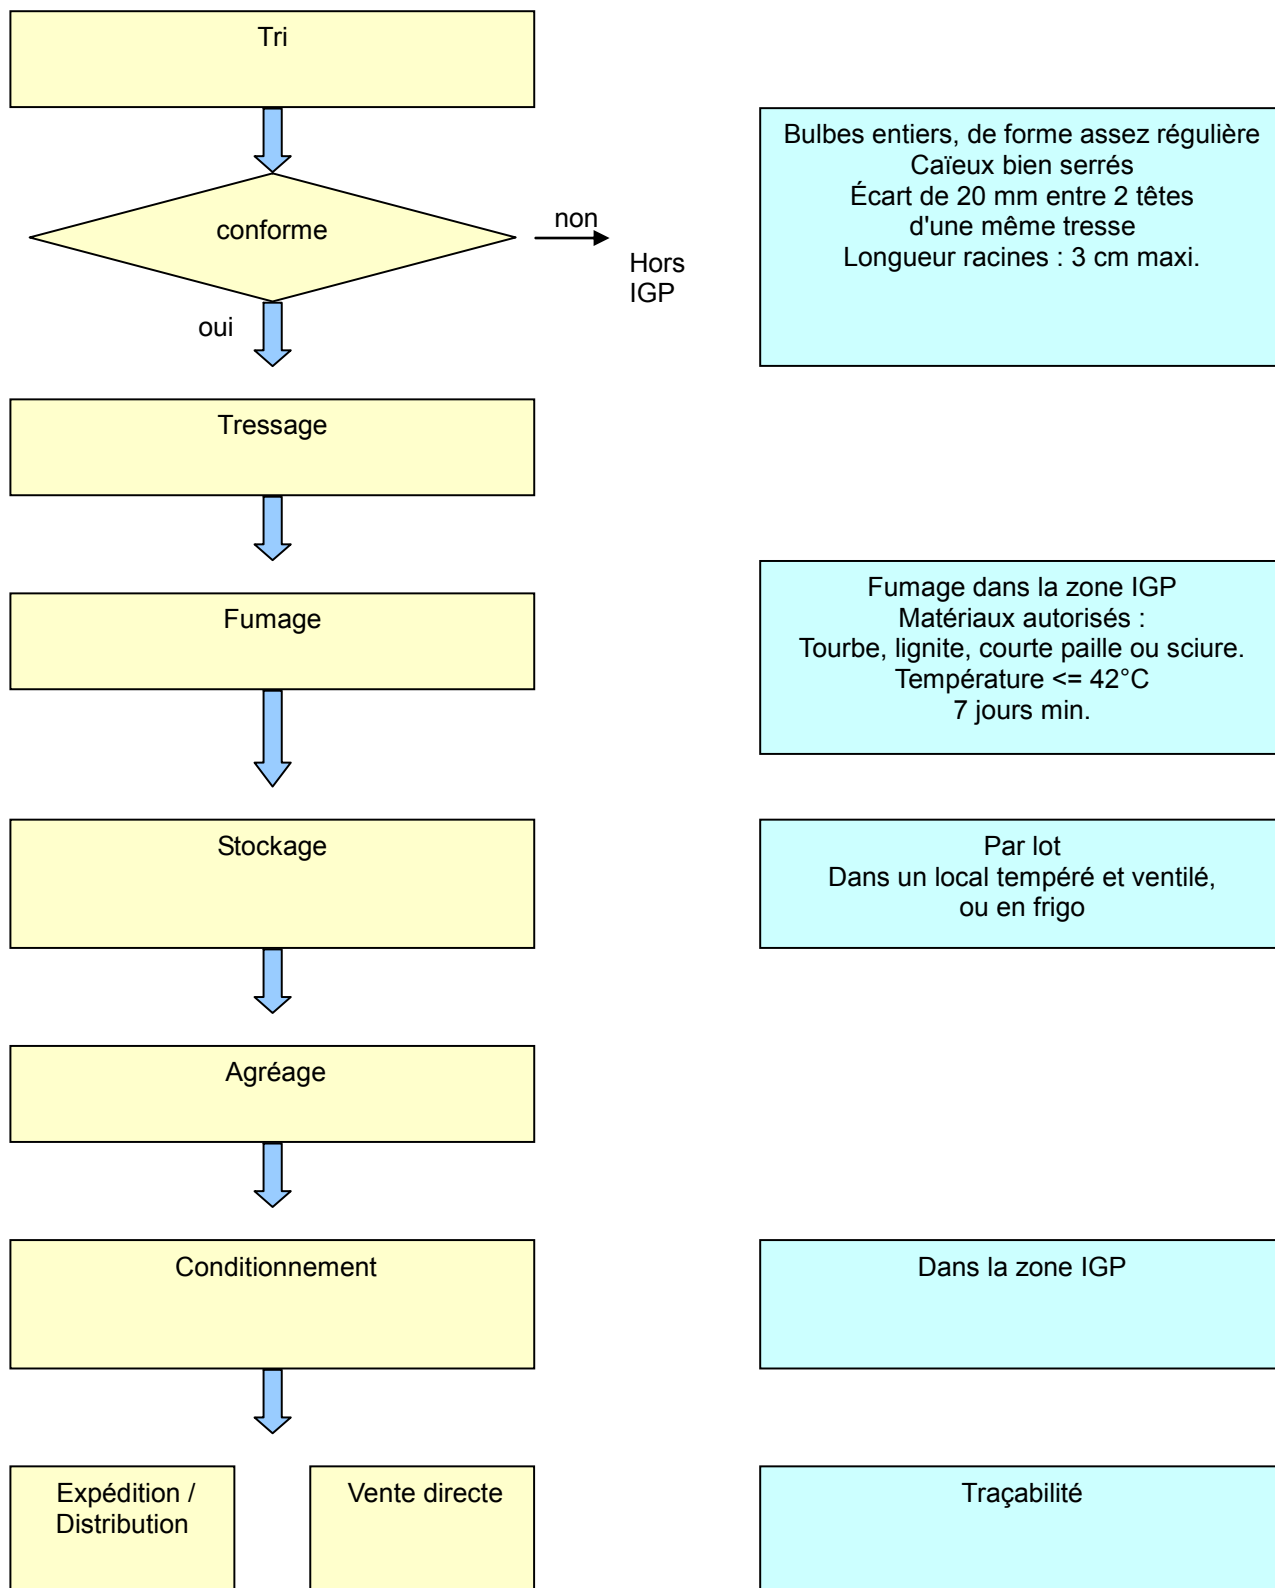 Tri
Bulbes entiers, de forme assez régulière
Caïeux bien serrés
Écart de 20 mm entre 2 têtes
d'une même tresse
Longueur racines : 3 cm maxi.
conforme
non
Hors
IGP
oui
Tressage
Fumage
Fumage dans la zone IGP
Matériaux autorisés :
Tourbe, lignite, courte paille ou sciure.
Température <= 42°C
7 jours min.
Stockage
Par lot
Dans un local tempéré et ventilé,
ou en frigo
Agréage
Conditionnement
Dans la zone IGP
Expédition /
Distribution
Vente directe
Traçabilité